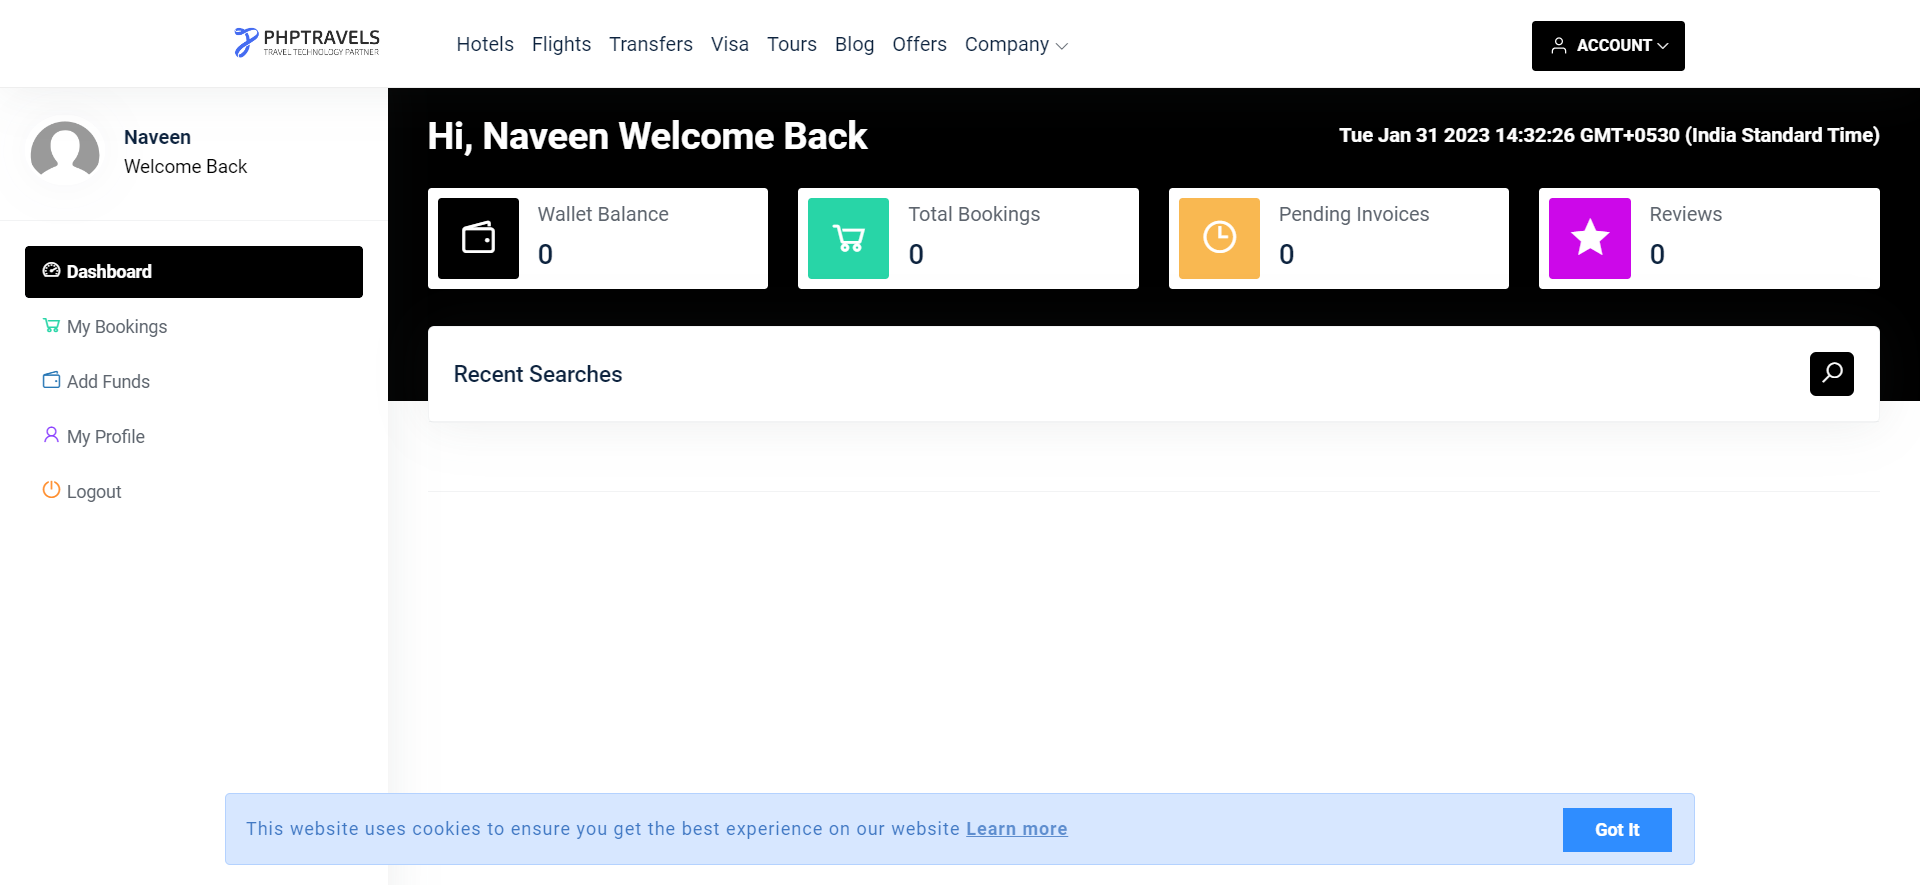 PHPTRAVELS
TRAVEL TECHNOLOGY PARTNER
Hotels Flights Transfers Visa Tours Blog Offers Company
ACCOUNT
Naveen
Welcome Back
Dashboard
My Bookings
Add Funds
My Profile
Logout
Hi, Naveen Welcome Back
Tue Jan 31 2023 14:32:26 GMT+0530 (India Standard Time)
Wallet Balance
0
Total Bookings
0
Pending Invoices
0
Reviews
0
Recent Searches
This website uses cookies to ensure you get the best experience on our website Learn more
Got It